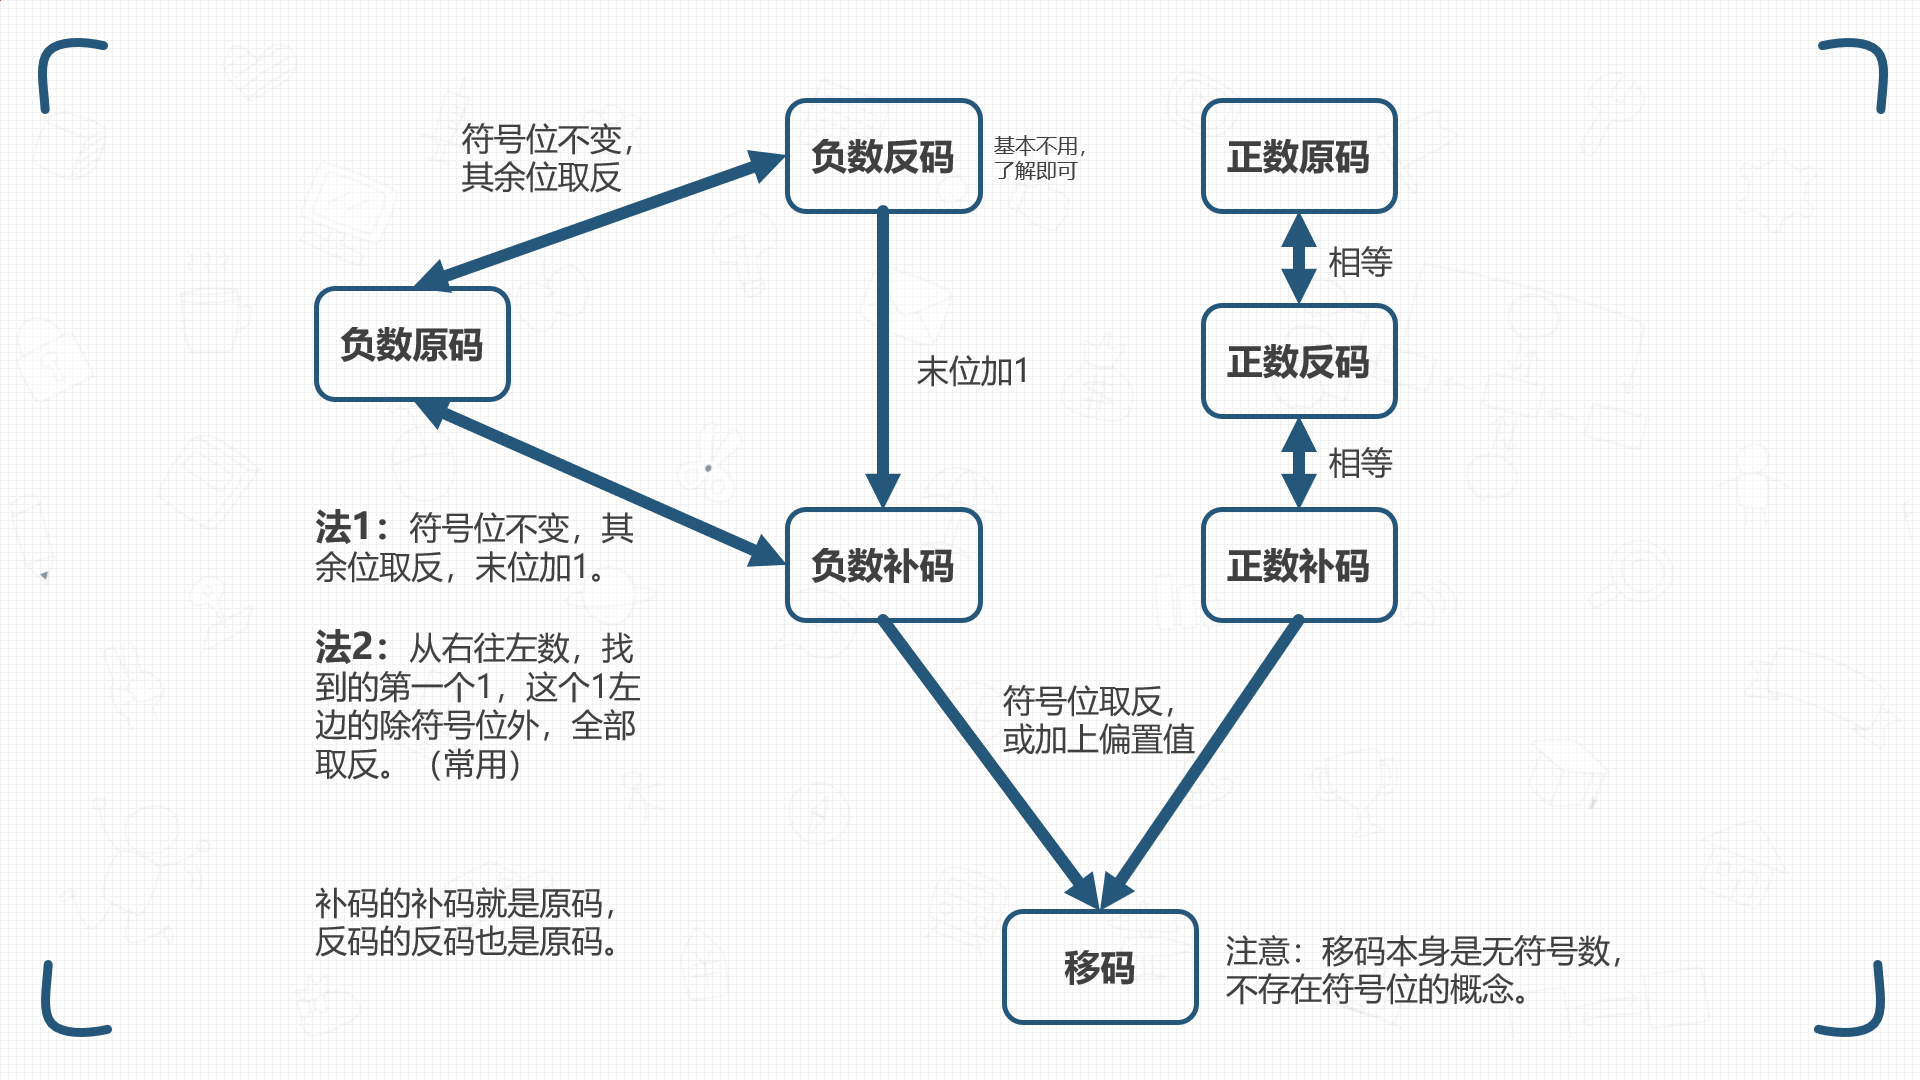 符号位不变，
其余位取反
负数反码
基本不用，
了解即可
正数原码
相等
负数原码
末位加1
正数反码
相等
法1：符号位不变，其
余位取反，末位加1。
负数补码
正数补码
法2：从右往左数，找
到的第一个1，这个1左
边的除符号位外，全部
取反。（常用）
符号位取反，
或加上偏置值
补码的补码就是原码，
反码的反码也是原码。
移码
注意：移码本身是无符号数，
不存在符号位的概念。